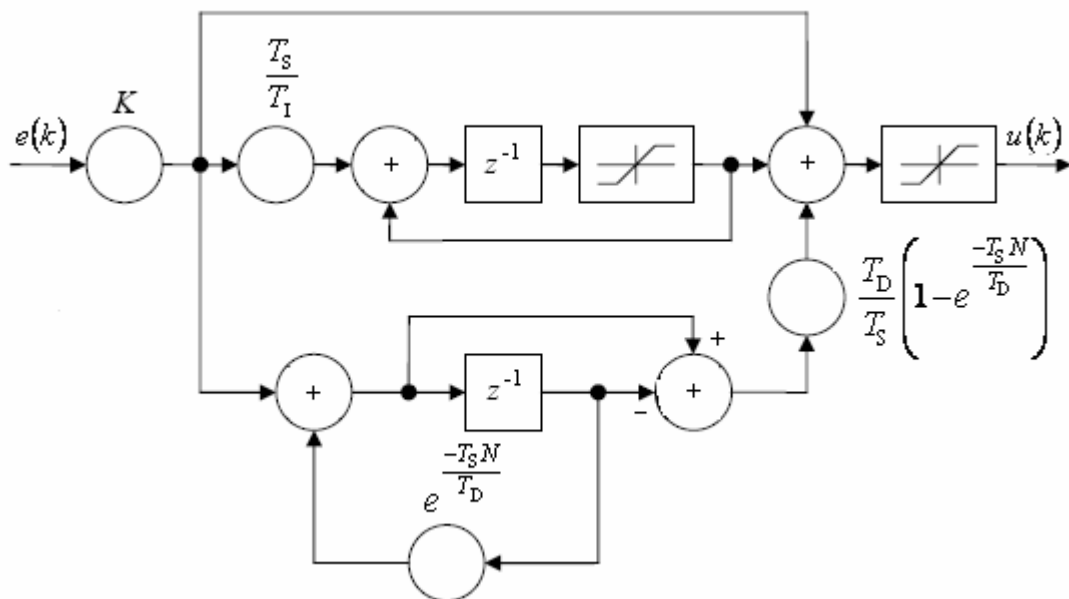 T_S/T_I
K
e(k)
+
z^{-1}
+
u(k)
T_D/T_S (1-e^{-T_S N/T_D})
+
+
z^{-1}
-
+
e^{-T_S N/T_D}